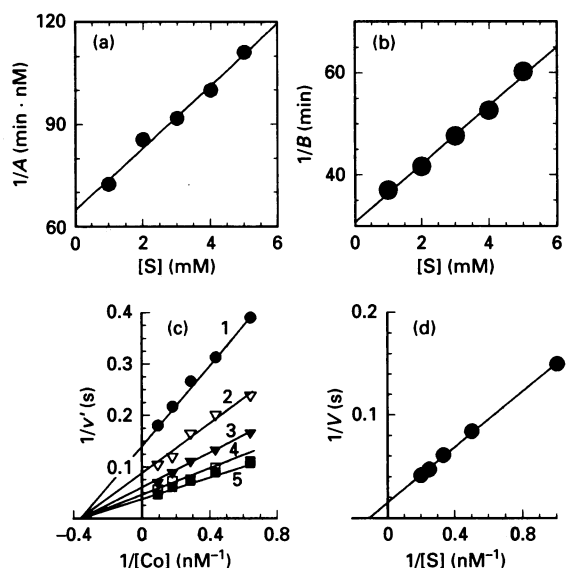 (a)
120
90
60
1/A (min · nM)
0 2 4 6
[S] (mM)
(b)
60
40
1/B (min)
0 2 4 6
[S] (mM)
(c)
0.4
0.3
0.2
0.1
1/v' (s)
1
2
3
4
5
−0.4 0 0.4 0.8
1/[Co] (nM⁻¹)
(d)
0.2
0.1
1/V (s)
0 0.4 0.8
1/[S] (nM⁻¹)